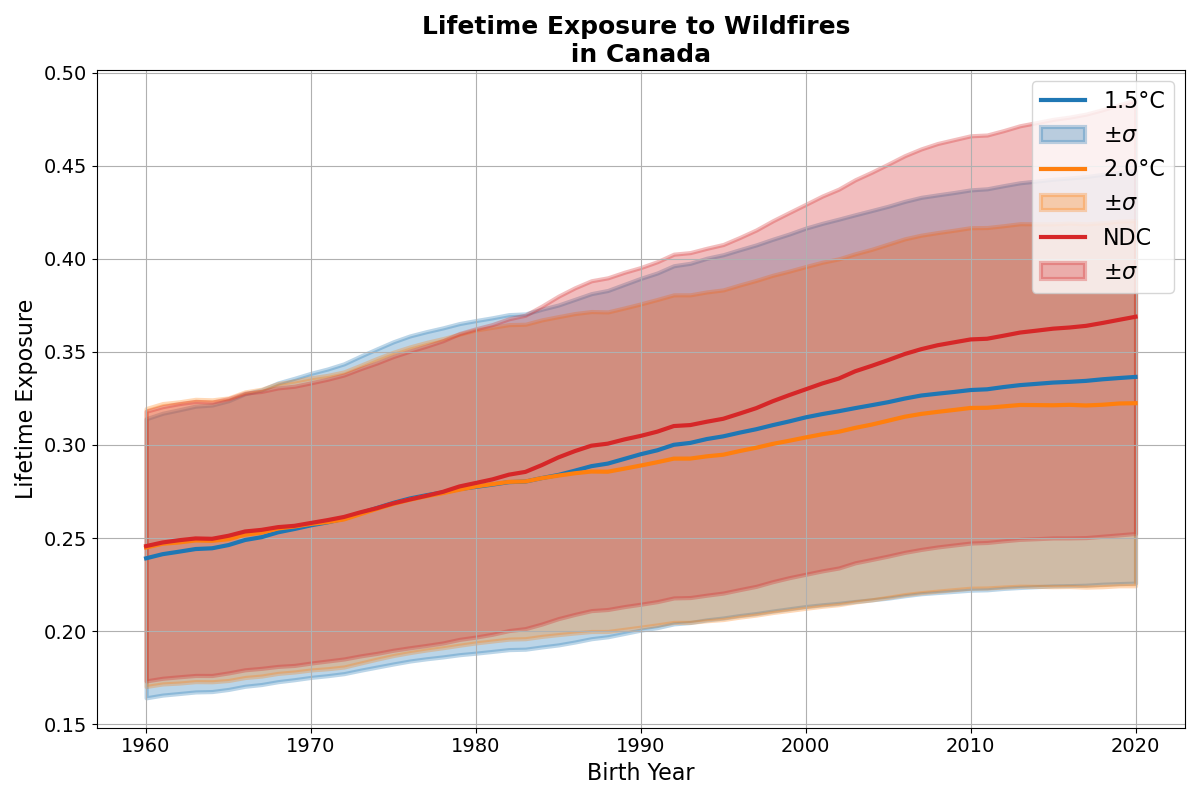 Lifetime Exposure to Wildfires
in Canada
Lifetime Exposure
0.50
0.45
0.40
0.35
0.30
0.25
0.20
0.15
1.5°C
±σ
2.0°C
±σ
NDC
±σ
1960 1970 1980 1990 2000 2010 2020
Birth Year